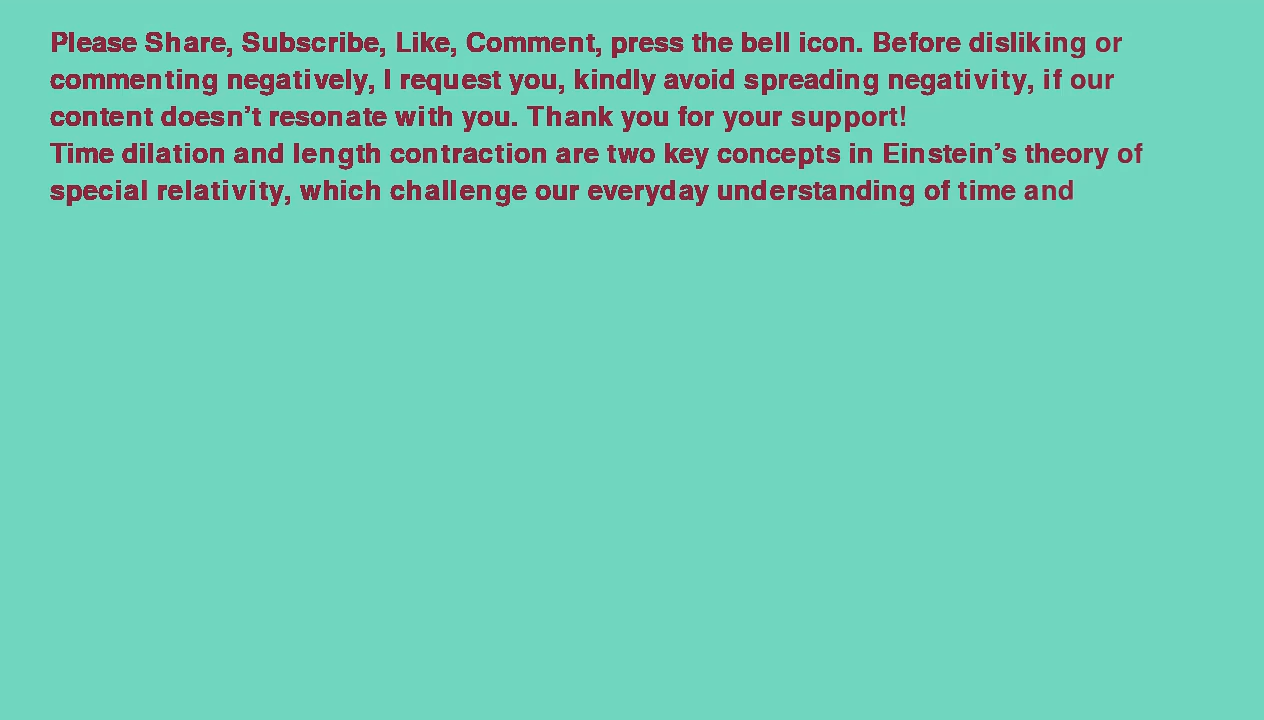 Please Share, Subscribe, Like, Comment, press the bell icon. Before disliking or
commenting negatively, I request you, kindly avoid spreading negativity, if our
content doesn’t resonate with you. Thank you for your support!
Time dilation and length contraction are two key concepts in Einstein’s theory of
special relativity, which challenge our everyday understanding of time and